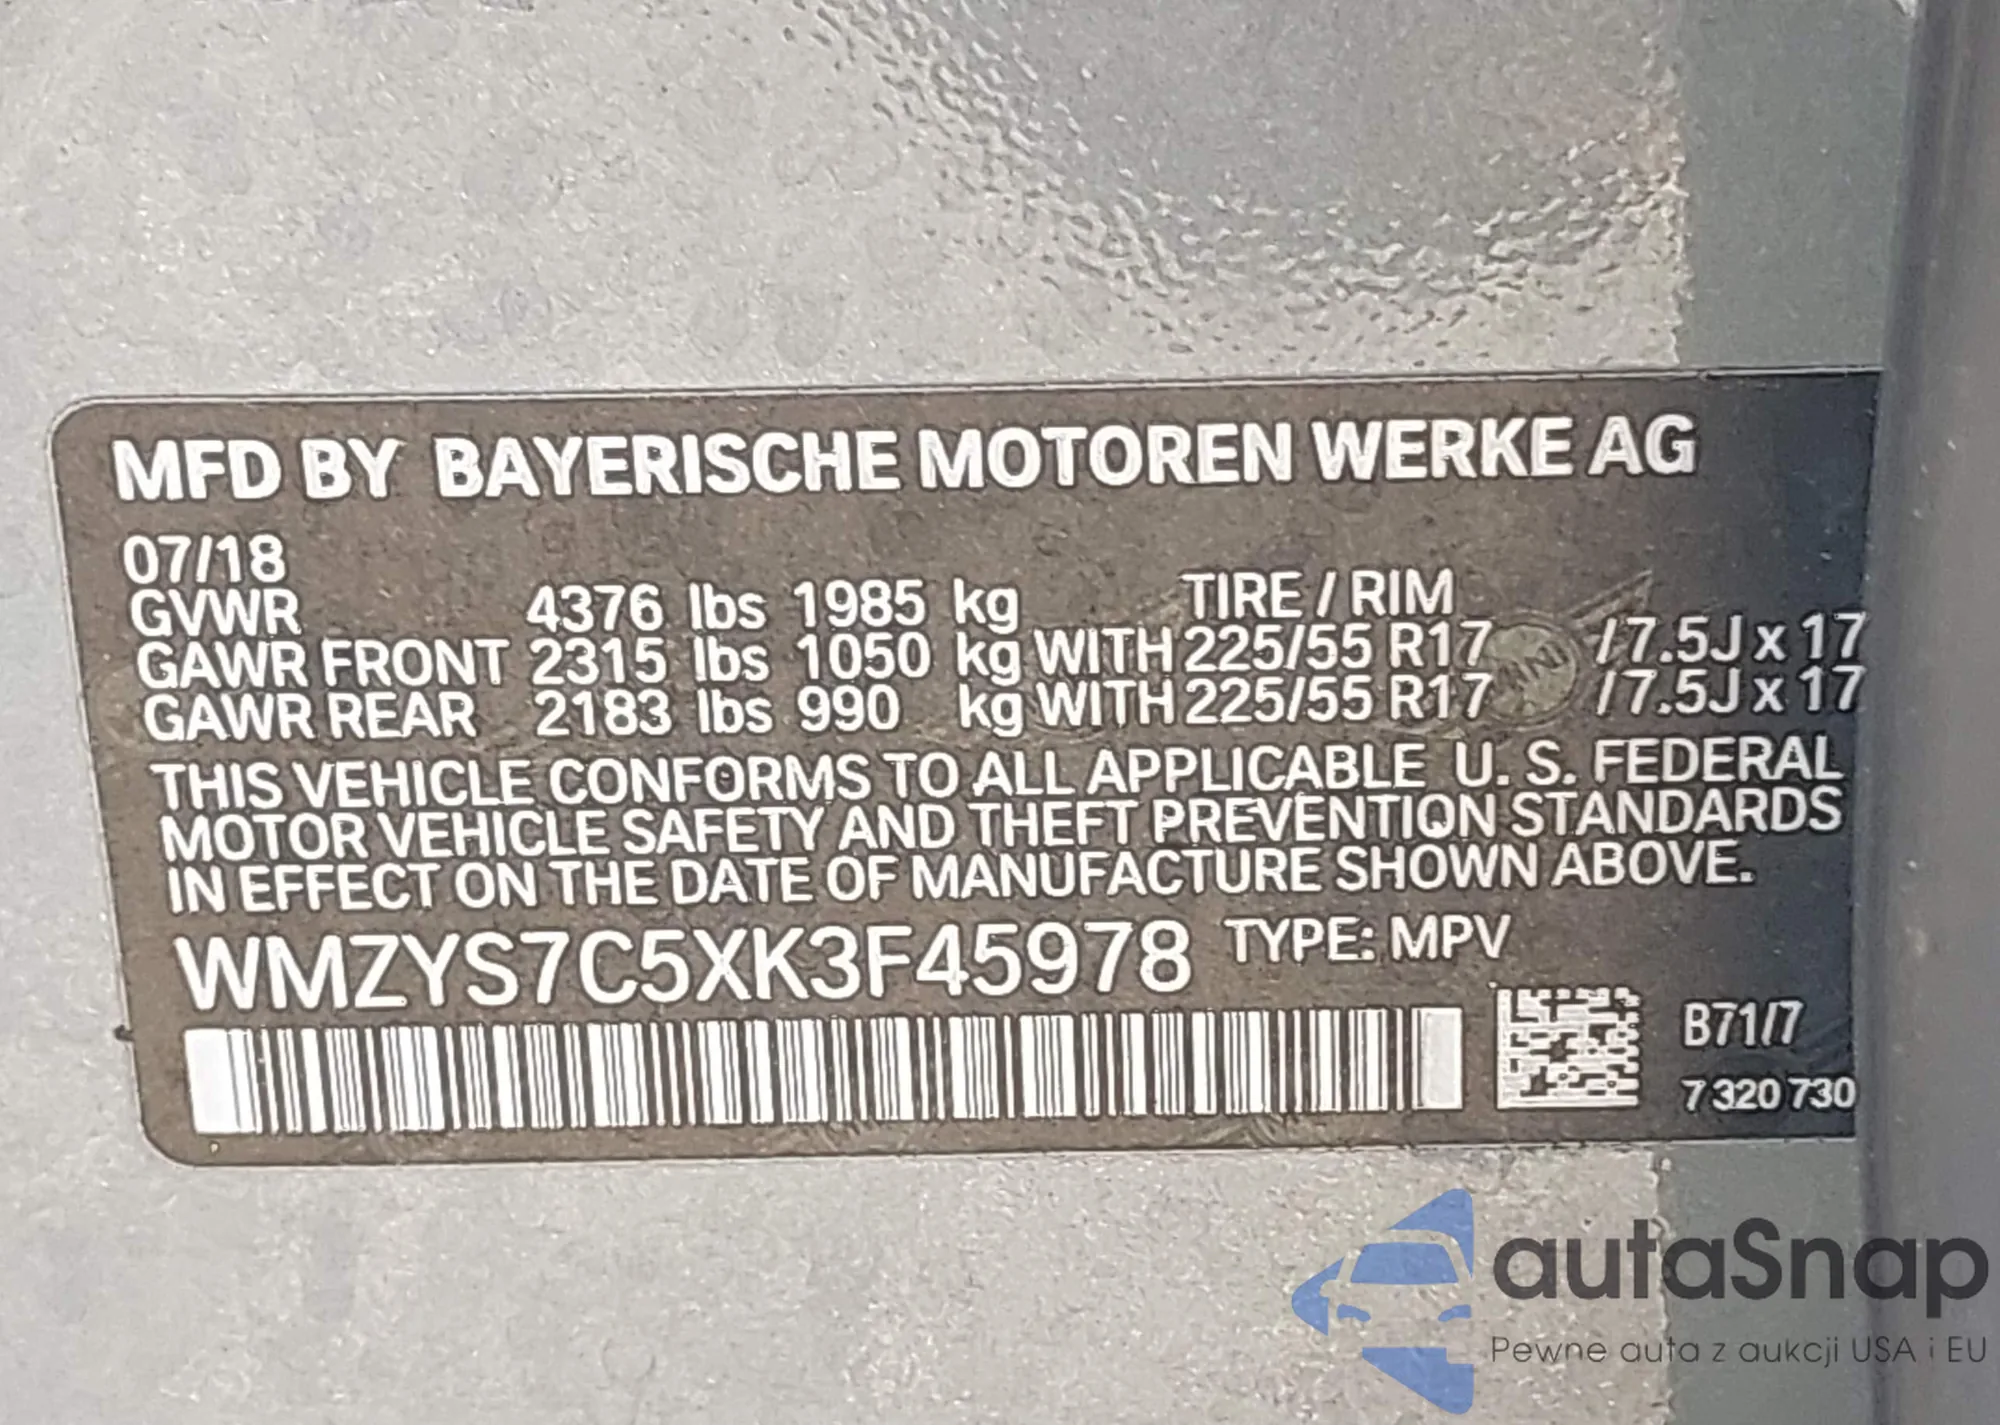 MFD BY BAYERISCHE MOTOREN WERKE AG
07/18
GVWR 4376 lbs 1985 kg TIRE / RIM
GAWR FRONT 2315 lbs 1050 kg WITH 225/55 R17 / 7.5J x 17
GAWR REAR 2183 lbs 990 kg WITH 225/55 R17 / 7.5J x 17
MINI
THIS VEHICLE CONFORMS TO ALL APPLICABLE U. S. FEDERAL
MOTOR VEHICLE SAFETY AND THEFT PREVENTION STANDARDS
IN EFFECT ON THE DATE OF MANUFACTURE SHOWN ABOVE.
WMZYS7C5XK3F45978 TYPE: MPV
B71/7
7 320 730
autaSnap
Pewne auta z aukcji USA i EU